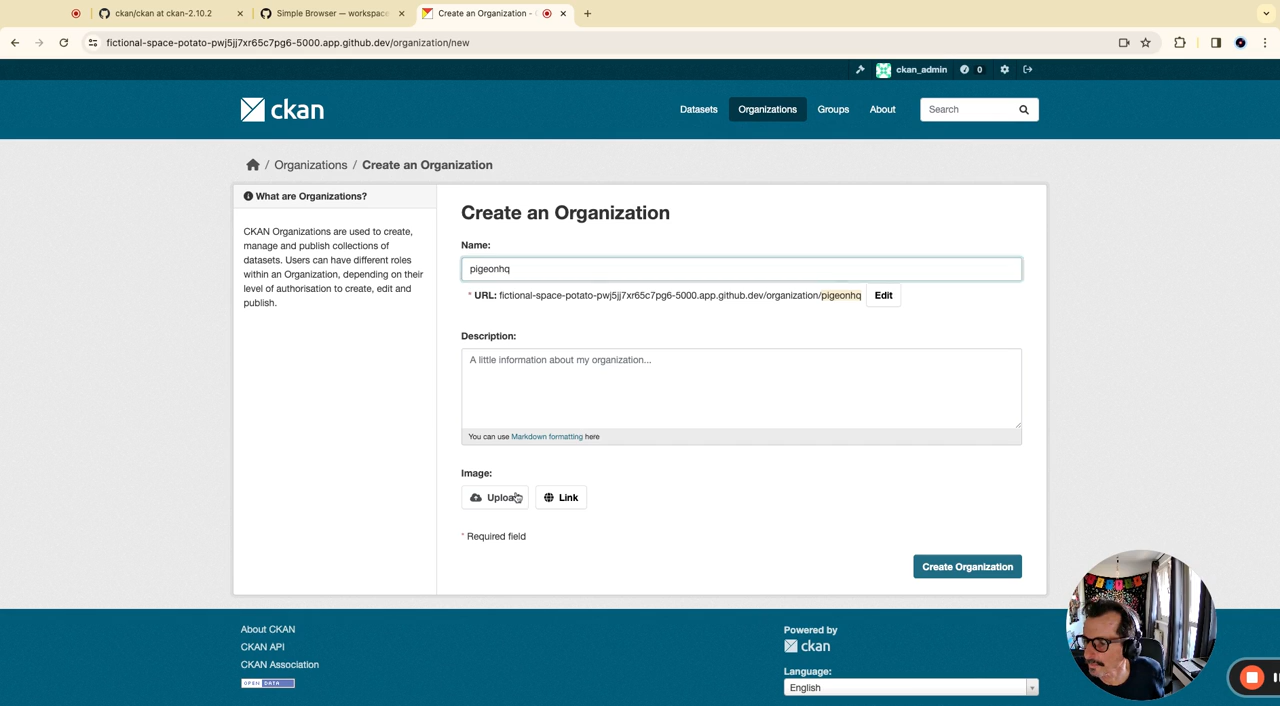 ckan/ckan at ckan-2.10.2
Simple Browser — workspace
Create an Organization -
fictional-space-potato-pwj5jj7xr65c7pg6-5000.app.github.dev/organization/new
ckan_admin 0
ckan
Datasets Organizations Groups About Search
/ Organizations / Create an Organization
What are Organizations?
CKAN Organizations are used to create,
manage and publish collections of
datasets. Users can have different roles
within an Organization, depending on their
level of authorisation to create, edit and
publish.
Create an Organization
Name:
pigeonhq
* URL: fictional-space-potato-pwj5jj7xr65c7pg6-5000.app.github.dev/organization/pigeonhq Edit
Description:
A little information about my organization...
You can use Markdown formatting here
Image:
Upload Link
* Required field
Create Organization
About CKAN
CKAN API
CKAN Association
OPEN DATA
Powered by
ckan
Language:
English